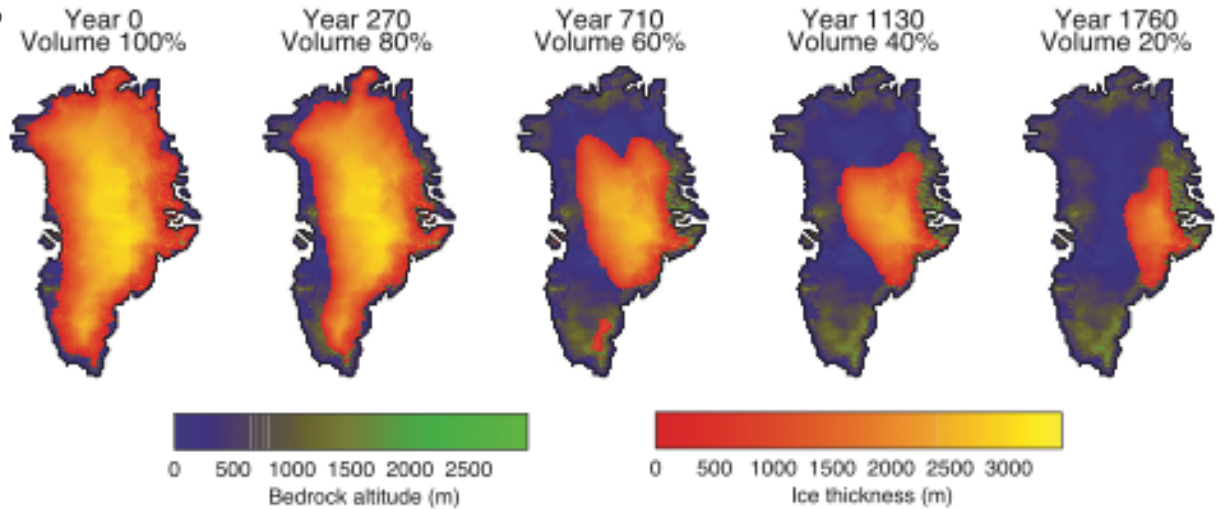 Year 0
Volume 100%
Year 270
Volume 80%
Year 710
Volume 60%
Year 1130
Volume 40%
Year 1760
Volume 20%
0 500 1000 1500 2000 2500
Bedrock altitude (m)
0 500 1000 1500 2000 2500 3000
Ice thickness (m)